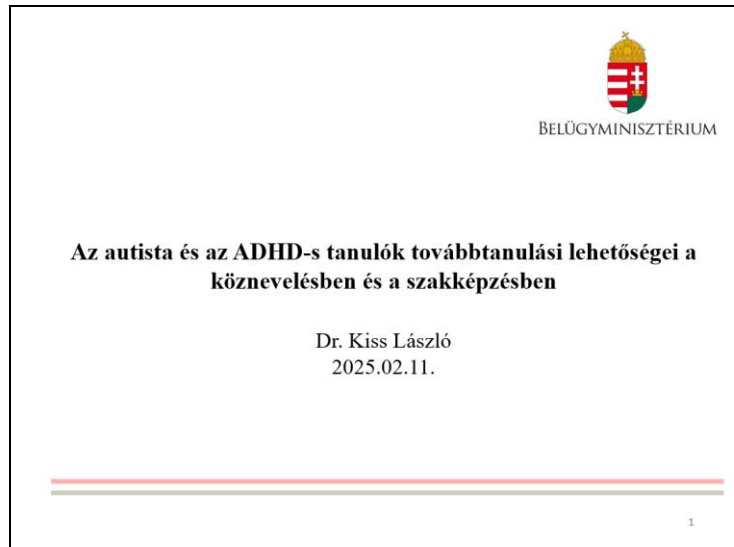 BELÜGYMINISZTÉRIUM
Az autista és az ADHD-s tanulók továbbtanulási lehetőségei a
köznevelésben és a szakképzésben
Dr. Kiss László
2025.02.11.
1